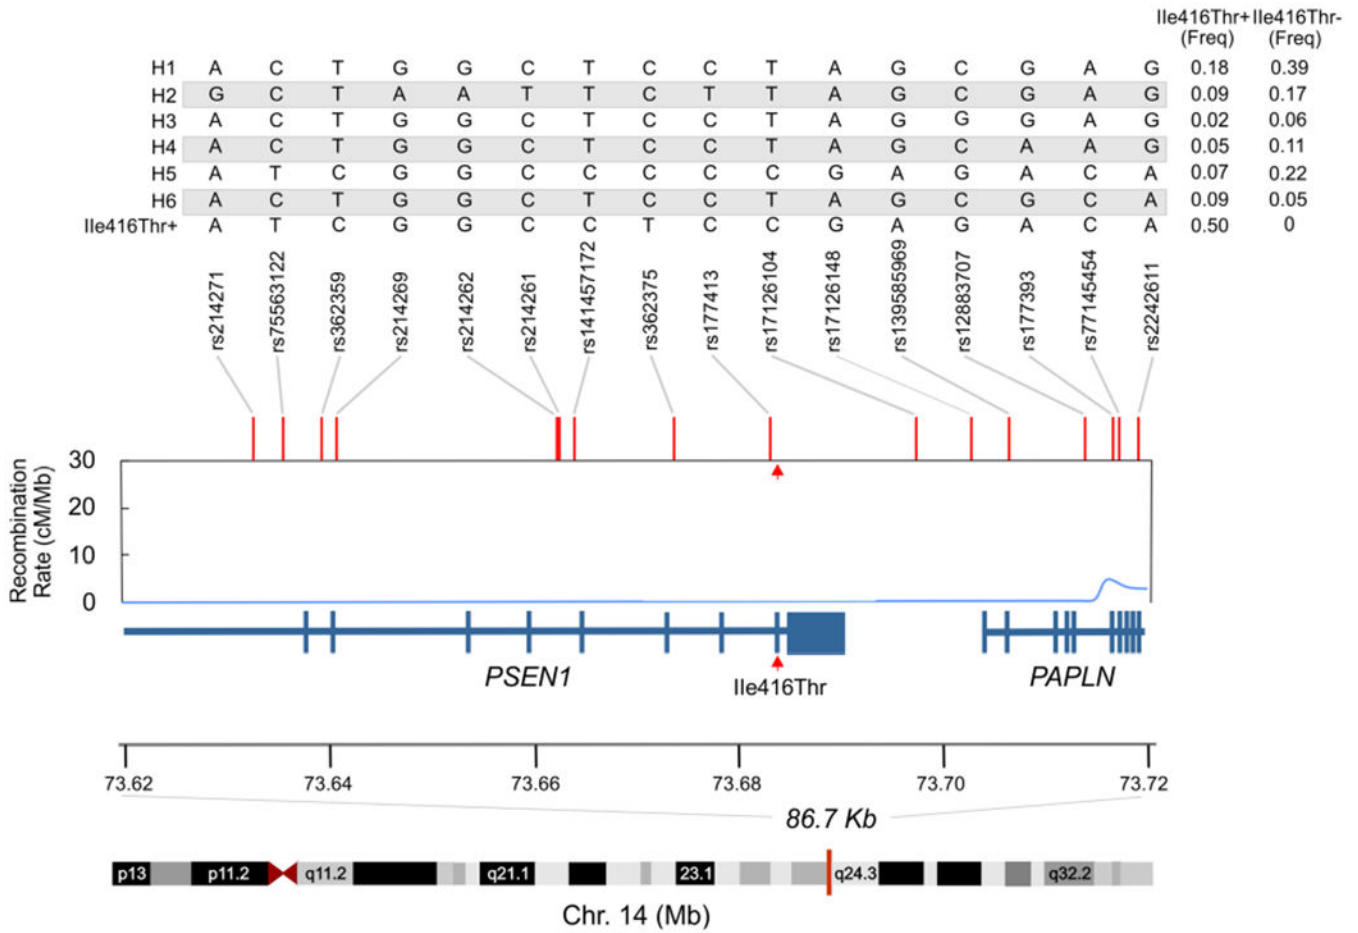 Ile416Thr+ Ile416Thr-
(Freq) (Freq)
H1 A C T G G C T C C T A G C G A G 0.18 0.39
H2 G C T A A T T C T T A G C G A G 0.09 0.17
H3 A C T G G C T C C T A G G G A G 0.02 0.06
H4 A C T G G C T C C T A G C A A G 0.05 0.11
H5 A T C G G C C C C C G A G A C A 0.07 0.22
H6 A C T G G C T C C T A G C G C A 0.09 0.05
Ile416Thr+ A T C G G C C T C C G A G A C A 0.50 0
rs214271
rs75563122
rs362359
rs214269
rs214262
rs214261
rs141457172
rs362375
rs177413
rs17126104
rs17126148
rs139585969
rs12883707
rs177393
rs77145454
rs2242611
Recombination
Rate (cM/Mb)
30
20
10
0
PSEN1
Ile416Thr
PAPLN
73.62 73.64 73.66 73.68 73.70 73.72
86.7 Kb
p13 p11.2 q11.2 q21.1 23.1 q24.3 q32.2
Chr. 14 (Mb)